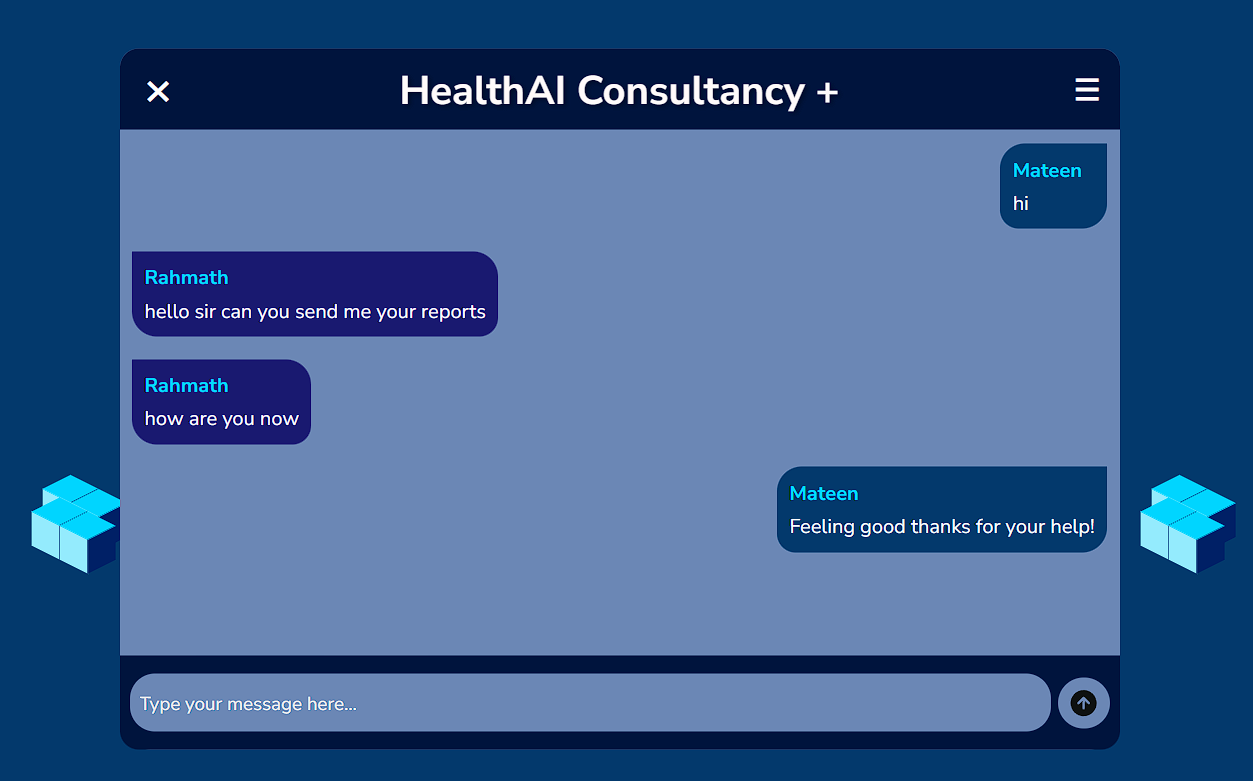 HealthAI Consultancy +
Mateen
hi
Rahmath
hello sir can you send me your reports
Rahmath
how are you now
Mateen
Feeling good thanks for your help!
Type your message here...